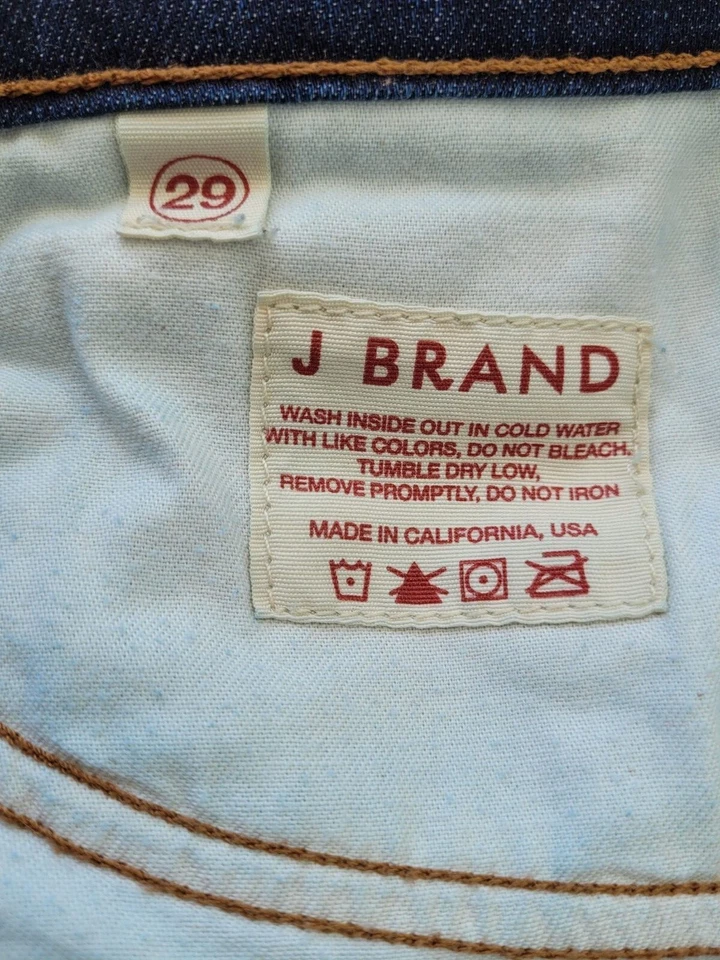 29
J BRAND
WASH INSIDE OUT IN COLD WATER
WITH LIKE COLORS, DO NOT BLEACH.
TUMBLE DRY LOW,
REMOVE PROMPTLY, DO NOT IRON
MADE IN CALIFORNIA, USA